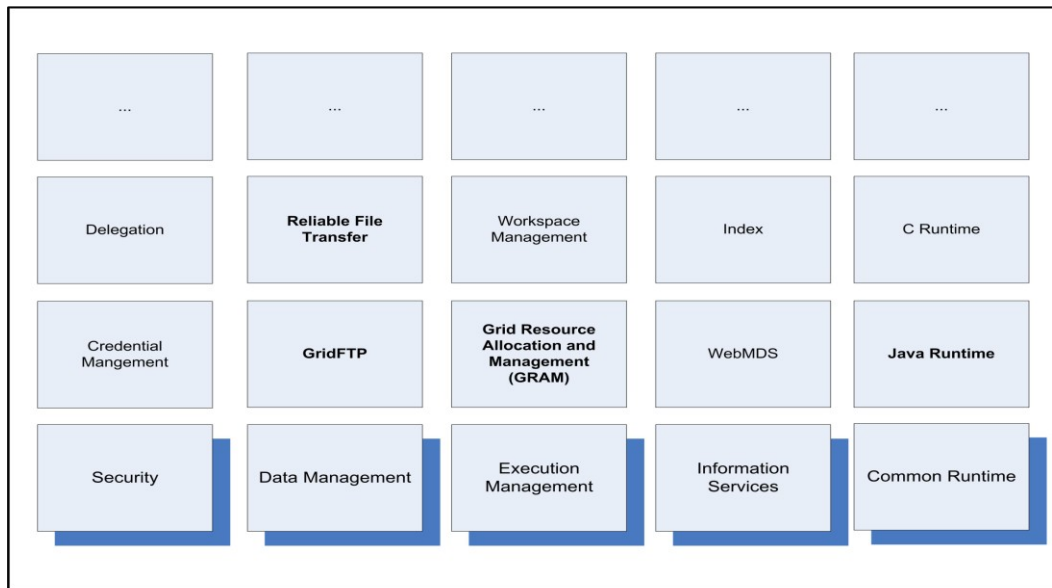 ...
...
...
...
...
Delegation
Reliable File
Transfer
Workspace
Management
Index
C Runtime
Credential
Mangement
GridFTP
Grid Resource
Allocation and
Management
(GRAM)
WebMDS
Java Runtime
Security
Data Management
Execution
Management
Information
Services
Common Runtime